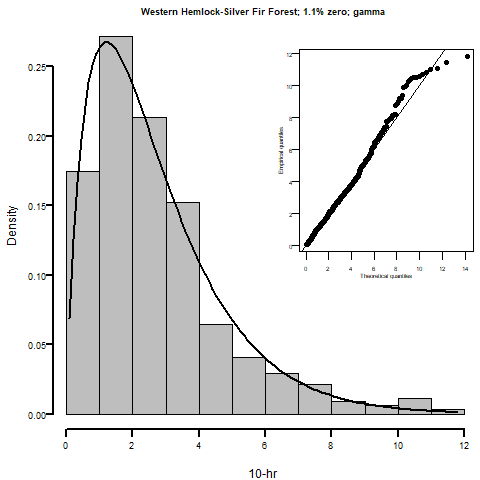 Western Hemlock-Silver Fir Forest; 1.1% zero; gamma
Density
0.25
0.20
0.15
0.10
0.05
0.00
0 2 4 6 8 10 12
10-hr
Empirical quantiles
12
10
8
6
4
2
0
0 2 4 6 8 10 12 14
Theoretical quantiles